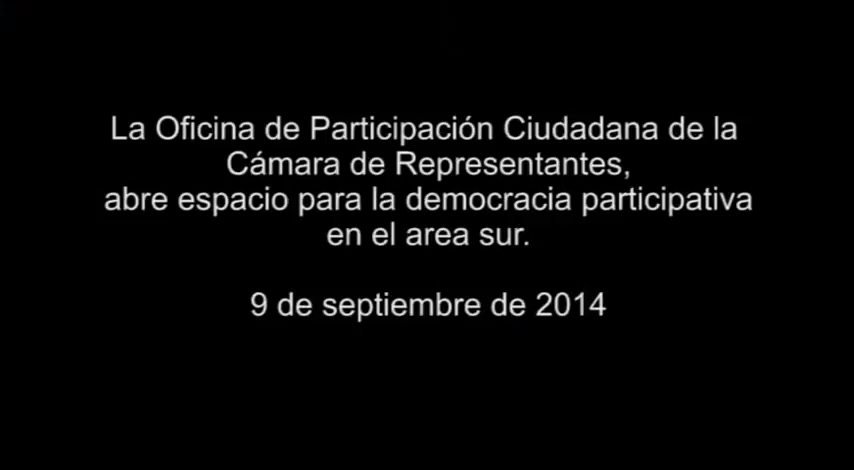 La Oficina de Participación Ciudadana de la
Cámara de Representantes,
abre espacio para la democracia participativa
en el area sur.
9 de septiembre de 2014